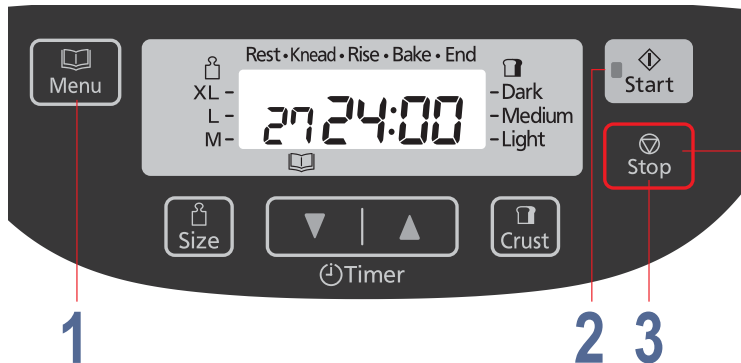 Menu
Rest • Knead • Rise • Bake • End
XL –
L –
M –
27 24:00
– Dark
– Medium
– Light
Start
Stop
Size
Timer
Crust
1
2
3